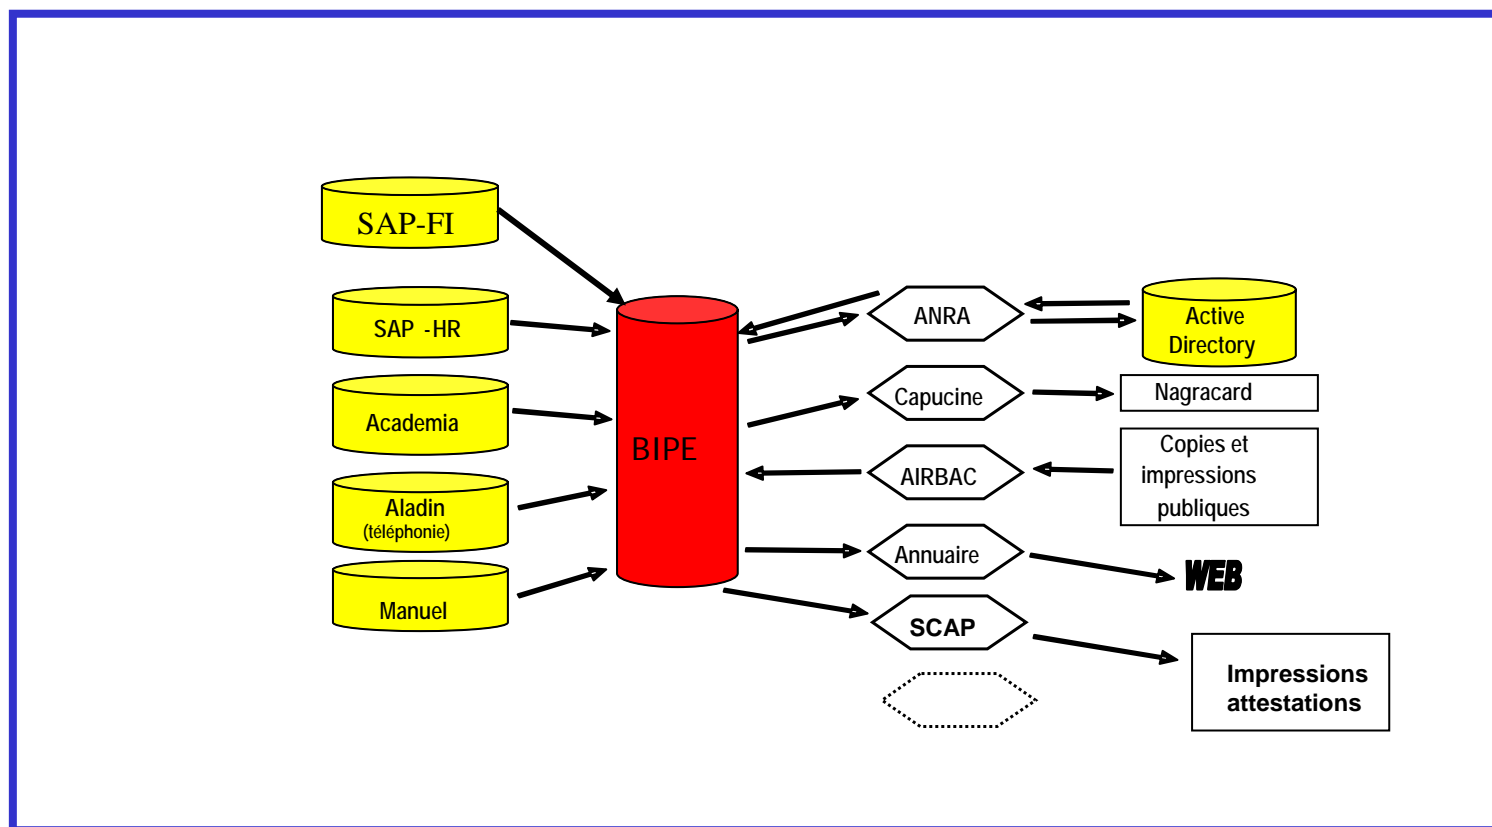 SAP-FI
SAP -HR
Academia
Aladin
(téléphonie)
Manuel
BIPE
ANRA
Capucine
AIRBAC
Annuaire
SCAP
Active
Directory
Nagracard
Copies et
impressions
publiques
WEB
Impressions
attestations